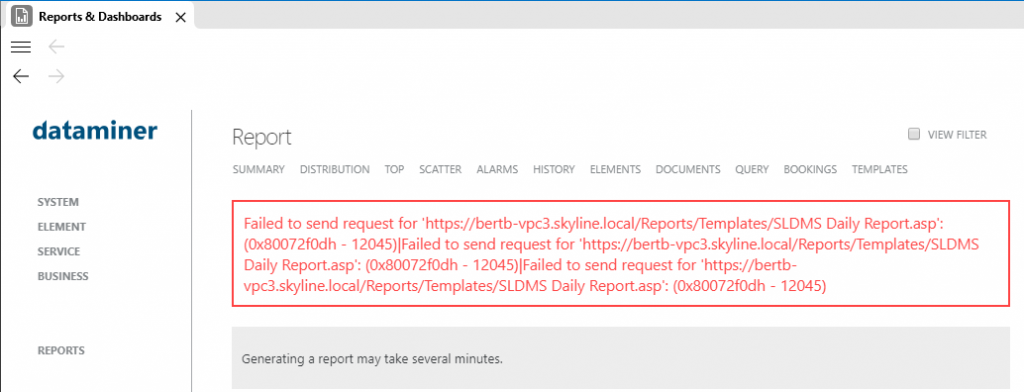 Reports & Dashboards
dataminer
Report
VIEW FILTER
SUMMARY DISTRIBUTION TOP SCATTER ALARMS HISTORY ELEMENTS DOCUMENTS QUERY BOOKINGS TEMPLATES
SYSTEM
ELEMENT
SERVICE
BUSINESS
REPORTS
Failed to send request for 'https://bertb-vpc3.skyline.local/Reports/Templates/SLDMS Daily Report.asp':
(0x80072f0dh - 12045)|Failed to send request for 'https://bertb-vpc3.skyline.local/Reports/Templates/SLDMS
Daily Report.asp': (0x80072f0dh - 12045)|Failed to send request for 'https://bertb-
vpc3.skyline.local/Reports/Templates/SLDMS Daily Report.asp': (0x80072f0dh - 12045)
Generating a report may take several minutes.